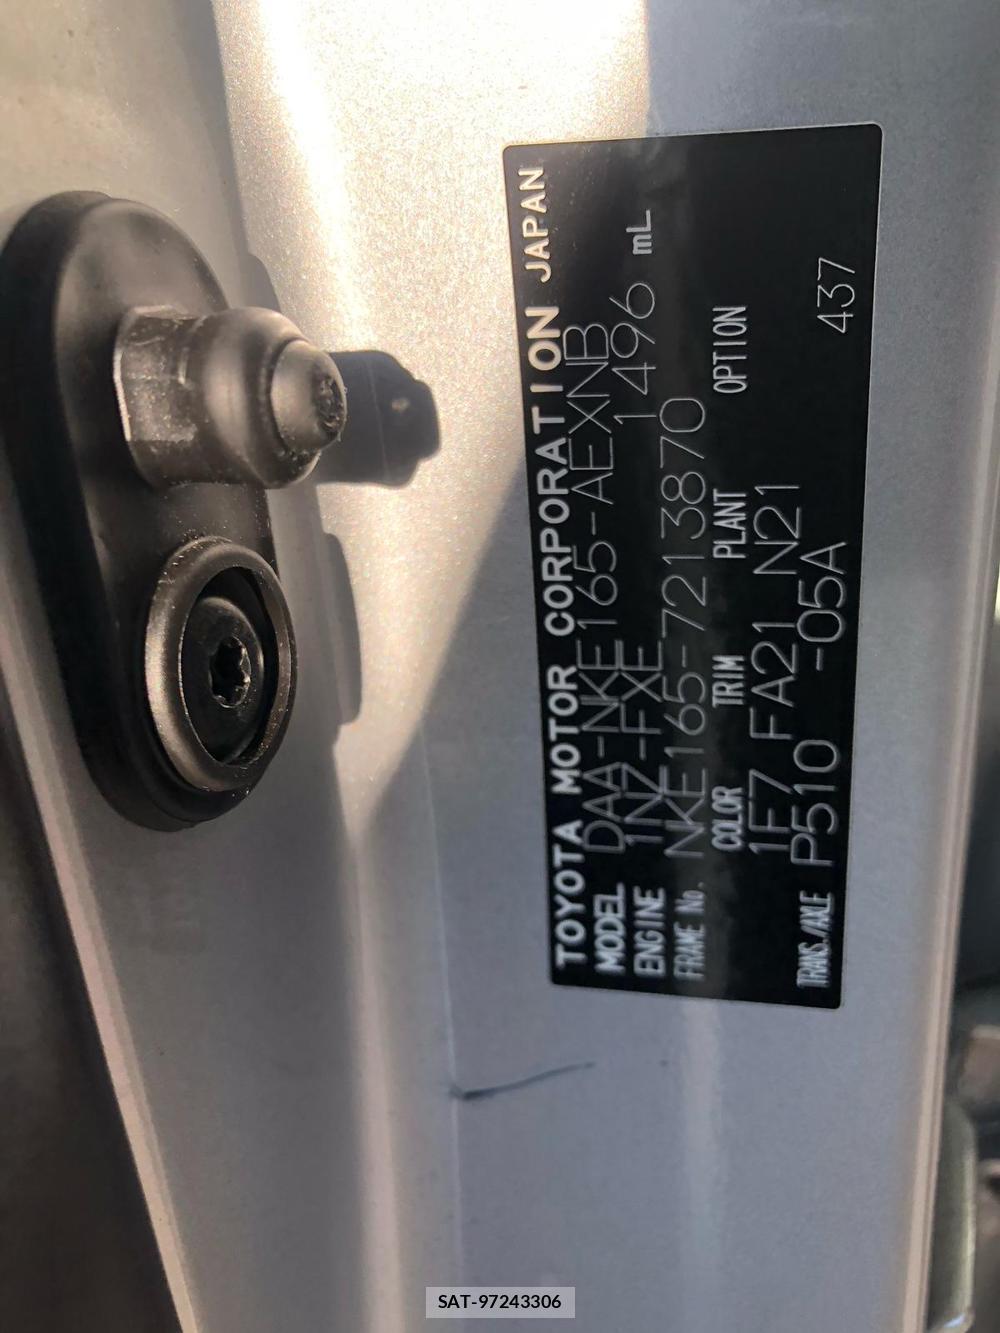 TOYOTA MOTOR CORPORATION JAPAN
MODEL DAA-NKE165-AEXNB
ENGINE 1NZ-FXE 1496 mL
FRAME No. NKE165-7213870
COLOR TRIM PLANT OPTION
1F7 FA21 N21
TRANS./AXLE P510 -05A 437
SAT-97243306